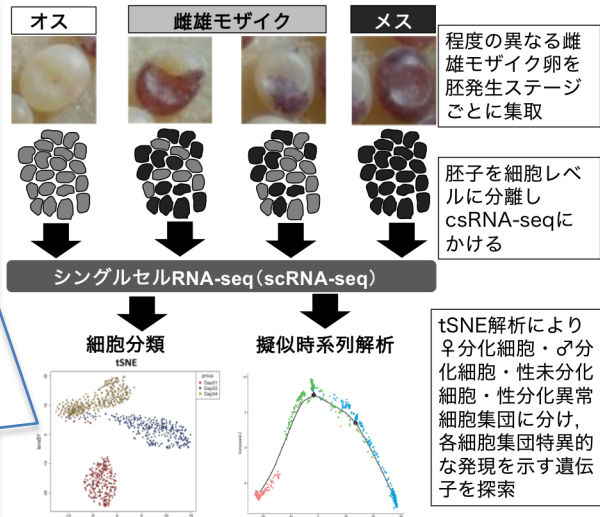 オス
雌雄モザイク
メス
程度の異なる雌
雄モザイク卵を
胚発生ステージ
ごとに集取
胚子を細胞レベ
ルに分離し
csRNA-seqに
かける
シングルセルRNA-seq（scRNA-seq）
細胞分類
擬似時系列解析
tSNE
group
Day01
Day02
Day04
tSNE解析により
♀分化細胞・♂分
化細胞・性未分化
細胞・性分化異常
細胞集団に分け，
各細胞集団特異的
な発現を示す遺伝
子を探索